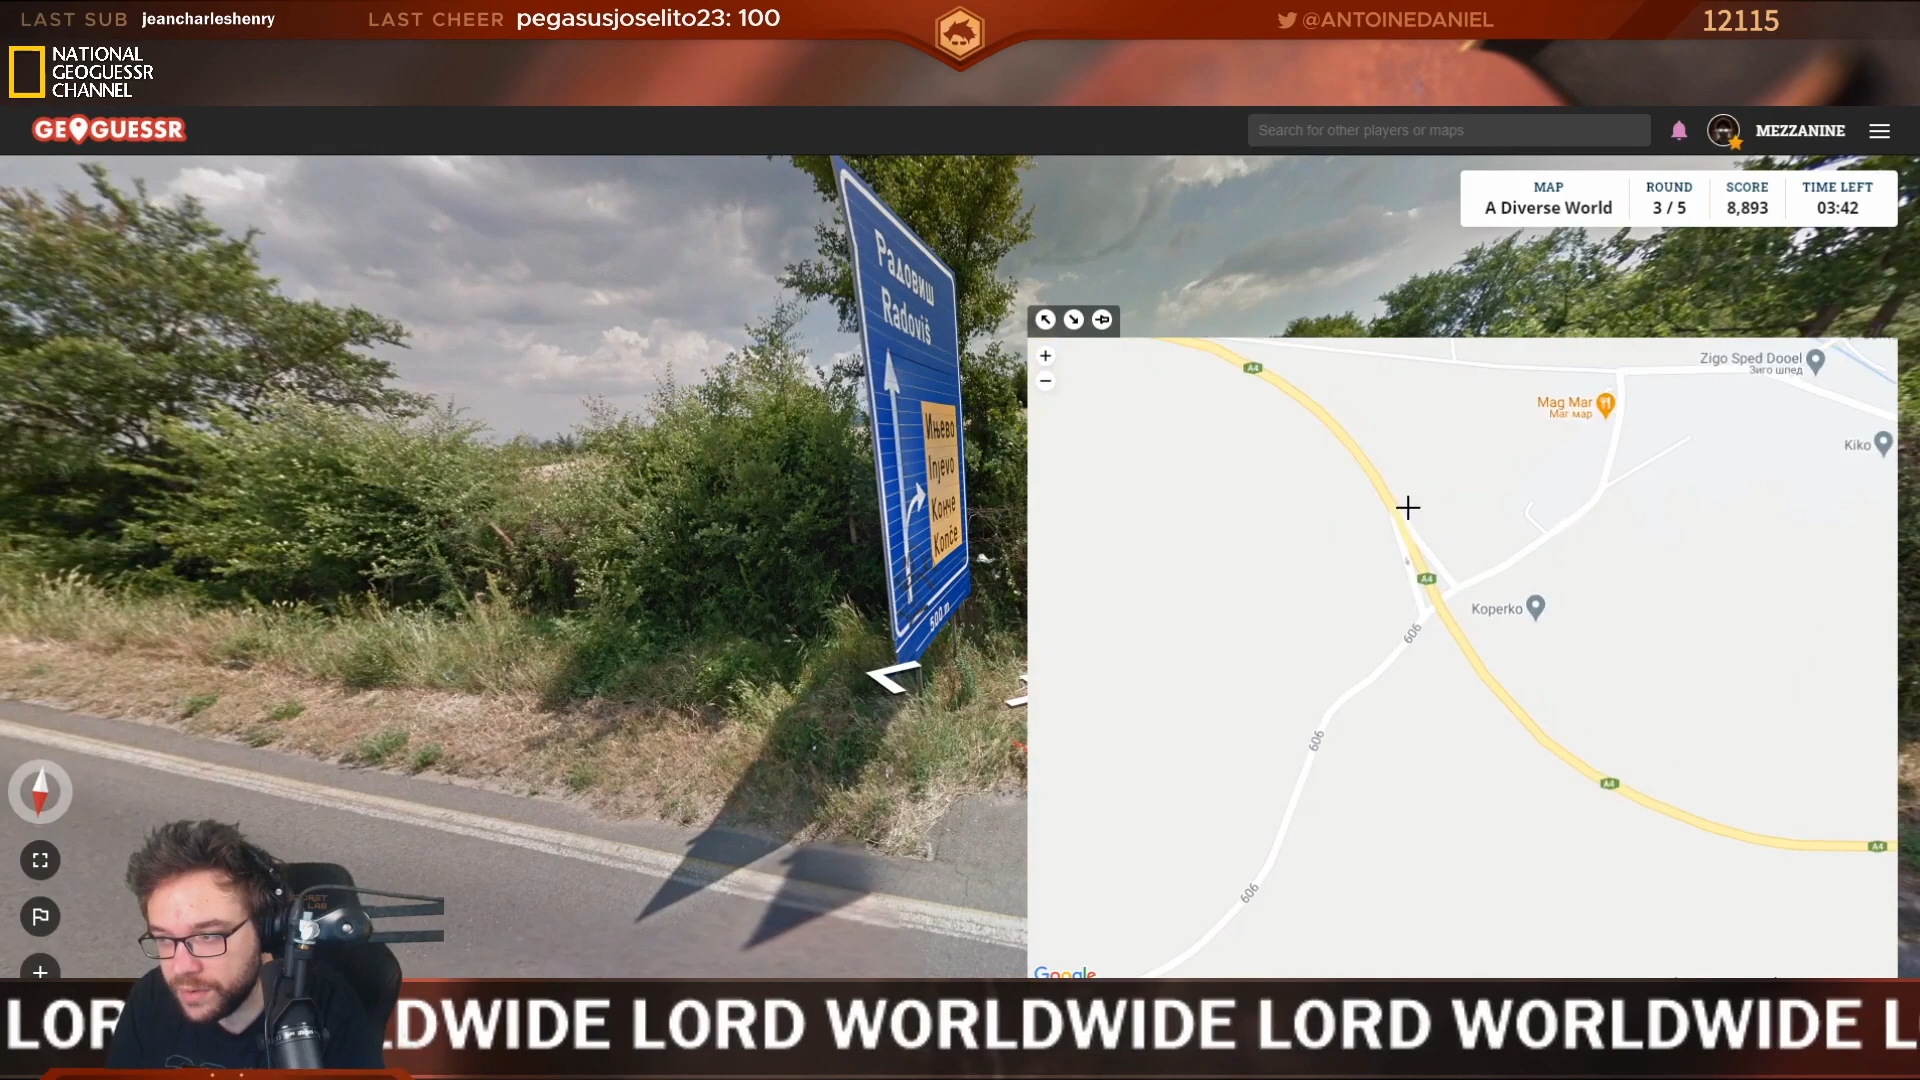 LAST SUB jeancharleshenry
LAST CHEER pegasusjoselito23: 100
@ANTOINEDANIEL
12115
NATIONAL
GEOGUESSR
CHANNEL
GEOGUESSR
Search for other players or maps
MEZZANINE
MAP
A Diverse World
ROUND
3 / 5
SCORE
8,893
TIME LEFT
03:42
Радовиш
Radoviš
Ињево
Injevo
Конче
Konče
500 m
A4
Zigo Sped Dooel
Зиго шпед
Mag Mar
Маг мар
Kiko
A4
Koperko
606
606
A4
A4
606
Google
LOR DWIDE LORD WORLDWIDE LORD WORLDWIDE L